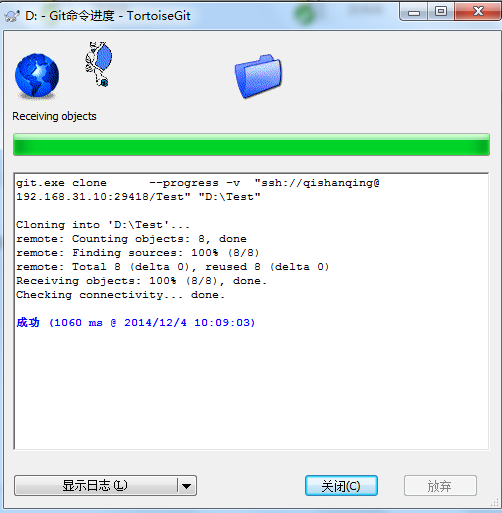 D: - Git命令进度 - TortoiseGit
Receiving objects
git.exe clone      --progress -v  "ssh://qishanqing@
192.168.31.10:29418/Test" "D:\Test"
Cloning into 'D:\Test'...
remote: Counting objects: 8, done
remote: Finding sources: 100% (8/8)
remote: Total 8 (delta 0), reused 8 (delta 0)
Receiving objects: 100% (8/8), done.
Checking connectivity... done.
成功 (1060 ms @ 2014/12/4 10:09:03)
显示日志(L) 关闭(C) 放弃